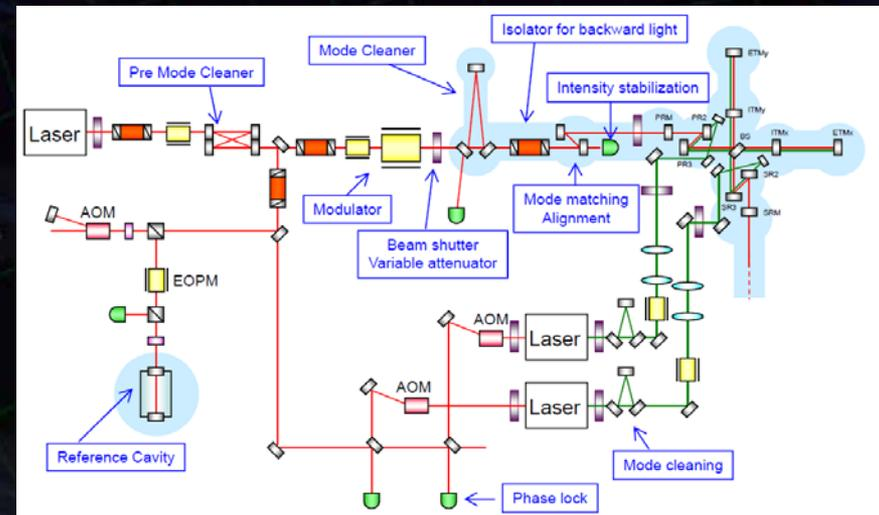 Isolator for backward light
Mode Cleaner
Pre Mode Cleaner
Intensity stabilization
ETMy
Laser
PRM
PR2
ITMy
BS
ITMx
ETMx
PR3
SR2
SR3
SRM
Modulator
Mode matching
Alignment
AOM
Beam shutter
Variable attenuator
EOPM
AOM
Laser
AOM
Laser
Reference Cavity
Mode cleaning
Phase lock